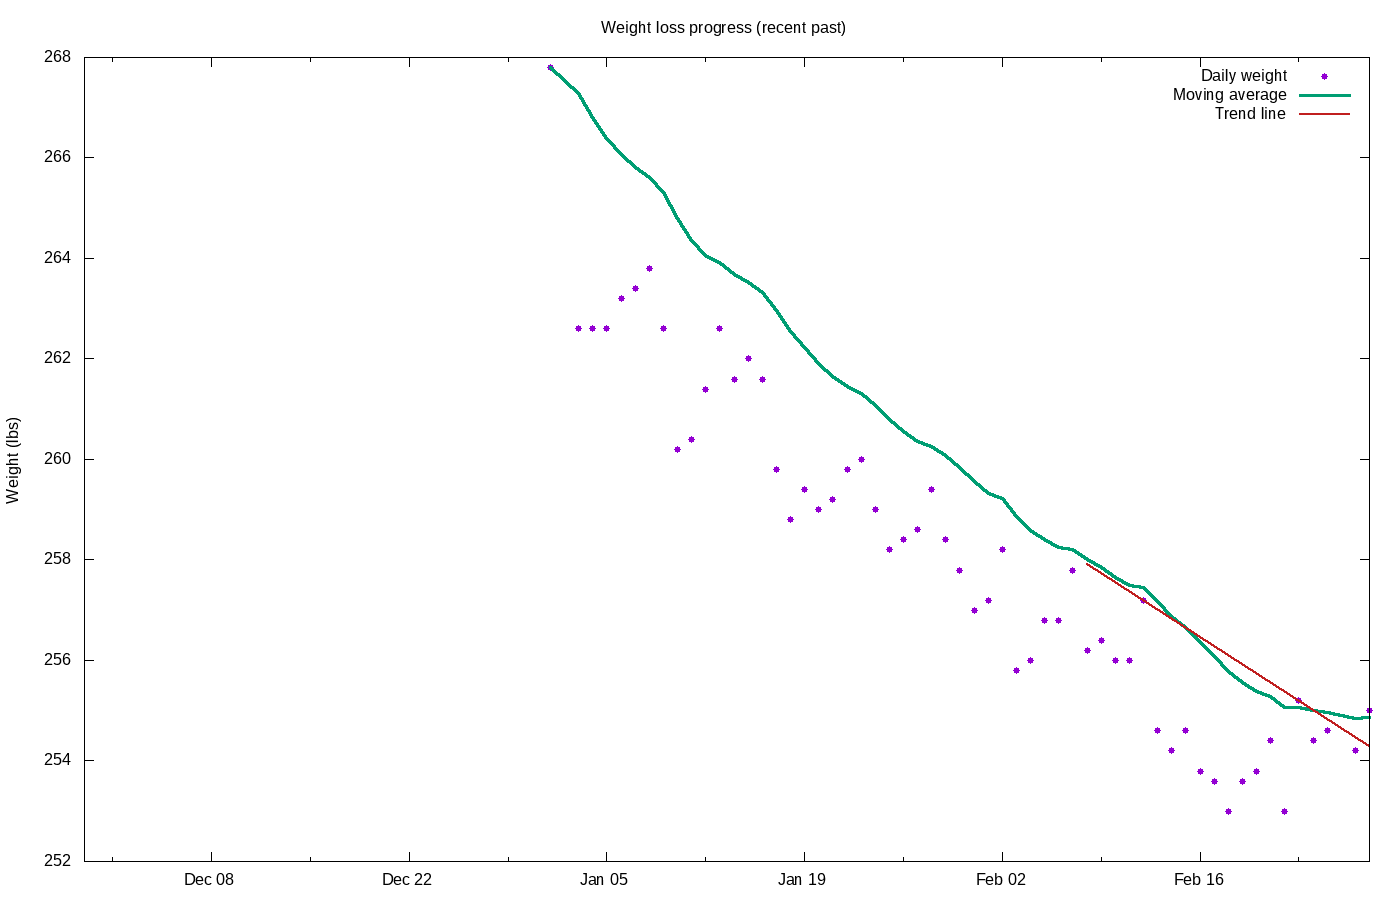 Weight loss progress (recent past)
268
266
264
262
260
258
256
254
252
Weight (lbs)
Daily weight
Moving average
Trend line
Dec 08
Dec 22
Jan 05
Jan 19
Feb 02
Feb 16